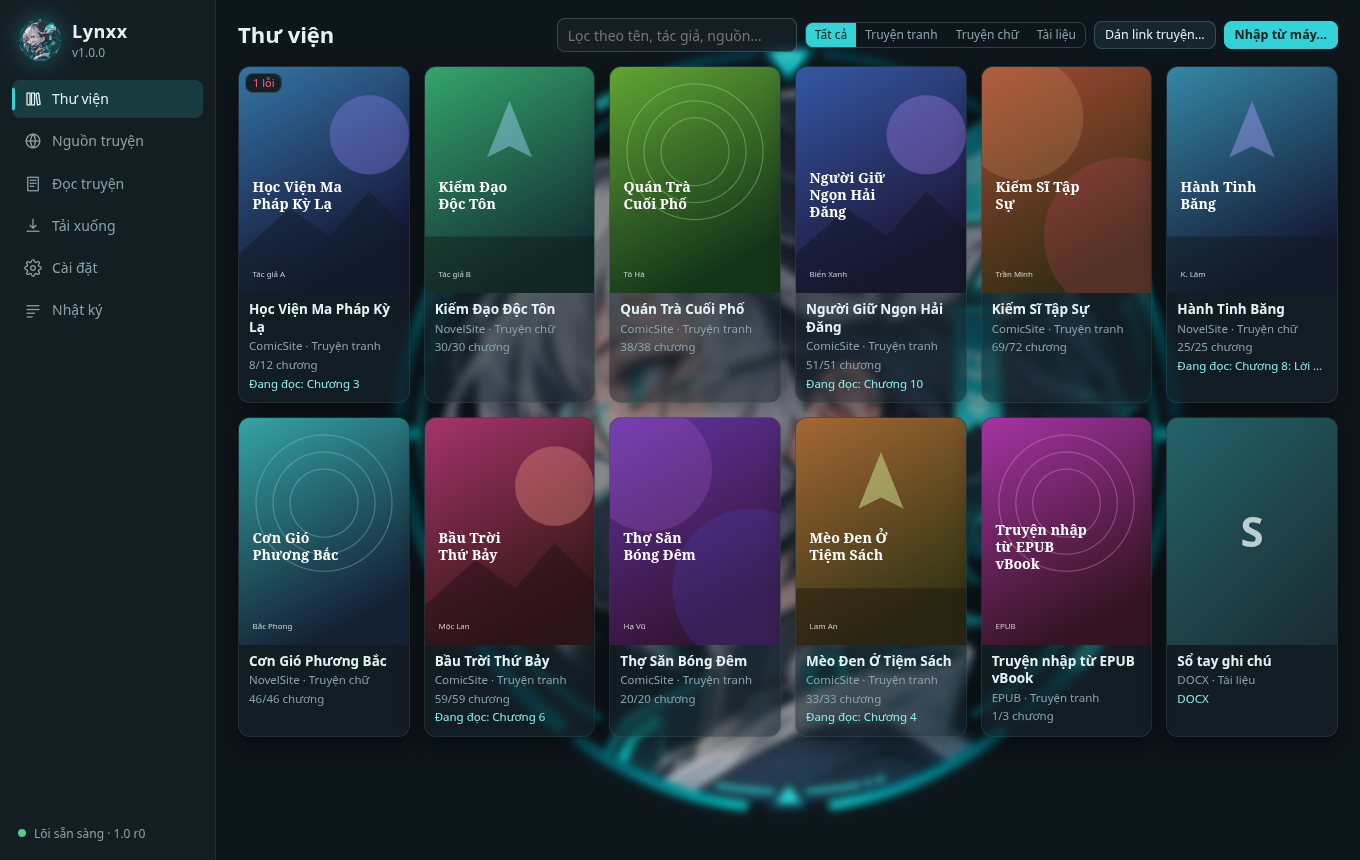 Lynxx
v1.0.0
Thư viện
Nguồn truyện
Đọc truyện
Tải xuống
Cài đặt
Nhật ký
Lõi sẵn sàng · 1.0 r0
Thư viện
Lọc theo tên, tác giả, nguồn...
Tất cả
Truyện tranh
Truyện chữ
Tài liệu
Dán link truyện...
Nhập từ máy...
1 lỗi
Học Viện Ma
Pháp Kỳ Lạ
Tác giả A
Học Viện Ma Pháp Kỳ
Lạ
ComicSite · Truyện tranh
8/12 chương
Đang đọc: Chương 3
Kiếm Đạo
Độc Tôn
Tác giả B
Kiếm Đạo Độc Tôn
NovelSite · Truyện chữ
30/30 chương
Quán Trà
Cuối Phố
Tô Hà
Quán Trà Cuối Phố
ComicSite · Truyện tranh
38/38 chương
Người Giữ
Ngọn Hải
Đăng
Biển Xanh
Người Giữ Ngọn Hải
Đăng
ComicSite · Truyện tranh
51/51 chương
Đang đọc: Chương 10
Kiếm Sĩ Tập
Sự
Trần Minh
Kiếm Sĩ Tập Sự
ComicSite · Truyện tranh
69/72 chương
Hành Tinh
Băng
K. Lâm
Hành Tinh Băng
NovelSite · Truyện chữ
25/25 chương
Đang đọc: Chương 8: Lời ...
Cơn Gió
Phương Bắc
Bắc Phong
Cơn Gió Phương Bắc
NovelSite · Truyện chữ
46/46 chương
Bầu Trời
Thứ Bảy
Mộc Lan
Bầu Trời Thứ Bảy
ComicSite · Truyện tranh
59/59 chương
Đang đọc: Chương 6
Thợ Săn
Bóng Đêm
Hạ Vũ
Thợ Săn Bóng Đêm
ComicSite · Truyện tranh
20/20 chương
Mèo Đen Ở
Tiệm Sách
Lam An
Mèo Đen Ở Tiệm Sách
ComicSite · Truyện tranh
33/33 chương
Đang đọc: Chương 4
Truyện nhập
từ EPUB
vBook
EPUB
Truyện nhập từ EPUB
vBook
EPUB · Truyện tranh
1/3 chương
S
Sổ tay ghi chú
DOCX · Tài liệu
DOCX